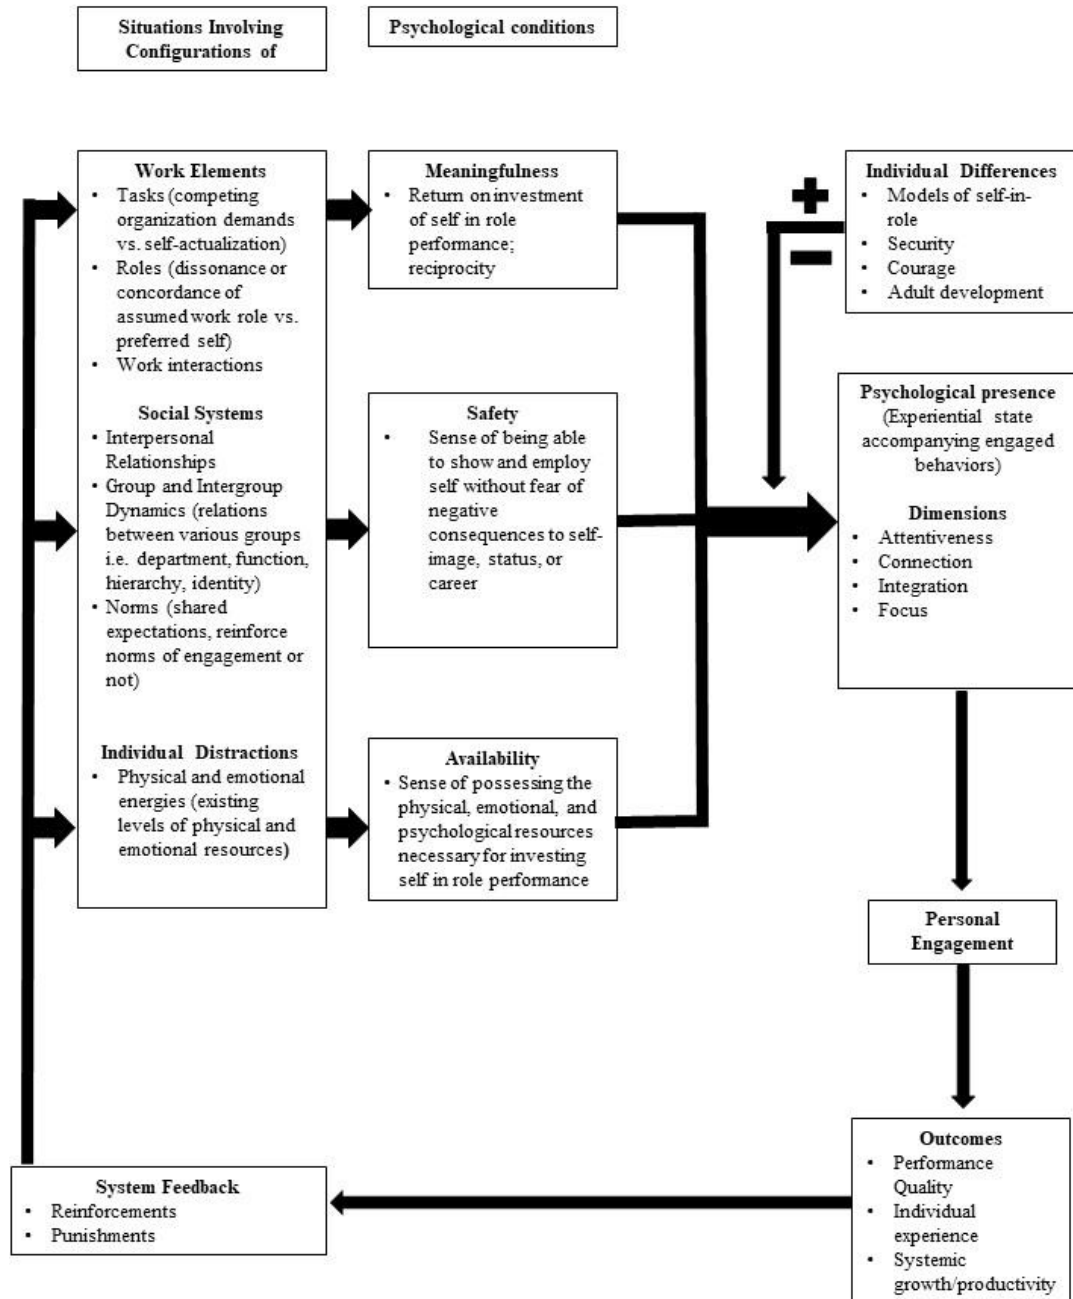 Situations Involving
Configurations of
Psychological conditions
Work Elements
• Tasks (competing
organization demands
vs. self-actualization)
• Roles (dissonance or
concordance of
assumed work role vs.
preferred self)
• Work interactions
Social Systems
• Interpersonal
Relationships
• Group and Intergroup
Dynamics (relations
between various groups
i.e. department, function,
hierarchy, identity)
• Norms (shared
expectations, reinforce
norms of engagement or
not)
Individual Distractions
• Physical and emotional
energies (existing
levels of physical and
emotional resources)
Meaningfulness
• Return on investment
of self in role
performance;
reciprocity
Safety
• Sense of being able
to show and employ
self without fear of
negative
consequences to self-
image, status, or
career
Availability
• Sense of possessing the
physical, emotional, and
psychological resources
necessary for investing
self in role performance
Individual Differences
• Models of self-in-
role
• Security
• Courage
• Adult development
Psychological presence
(Experiential state
accompanying engaged
behaviors)
Dimensions
• Attentiveness
• Connection
• Integration
• Focus
Personal
Engagement
Outcomes
• Performance
Quality
• Individual
experience
• Systemic
growth/productivity
System Feedback
• Reinforcements
• Punishments